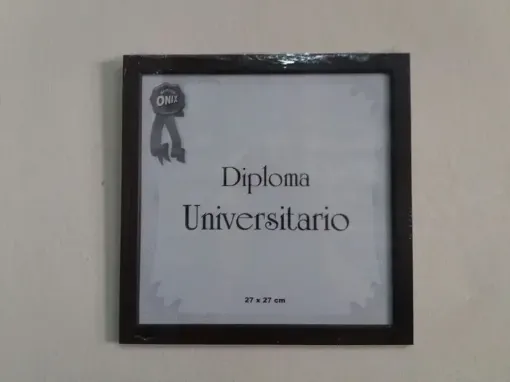 ONIX
Diploma
Universitario
27 x 27 cm